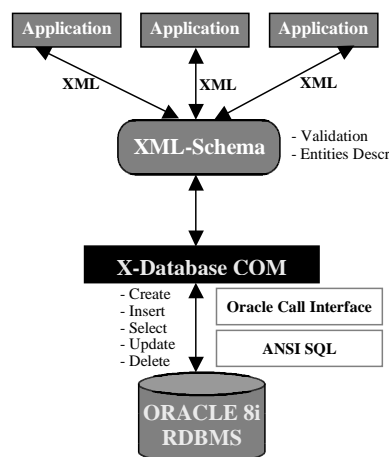 Application Application Application
XML XML XML
XML-Schema
- Validation
- Entities Descr
X-Database COM
- Create
- Insert
- Select
- Update
- Delete
Oracle Call Interface
ANSI SQL
ORACLE 8i
RDBMS